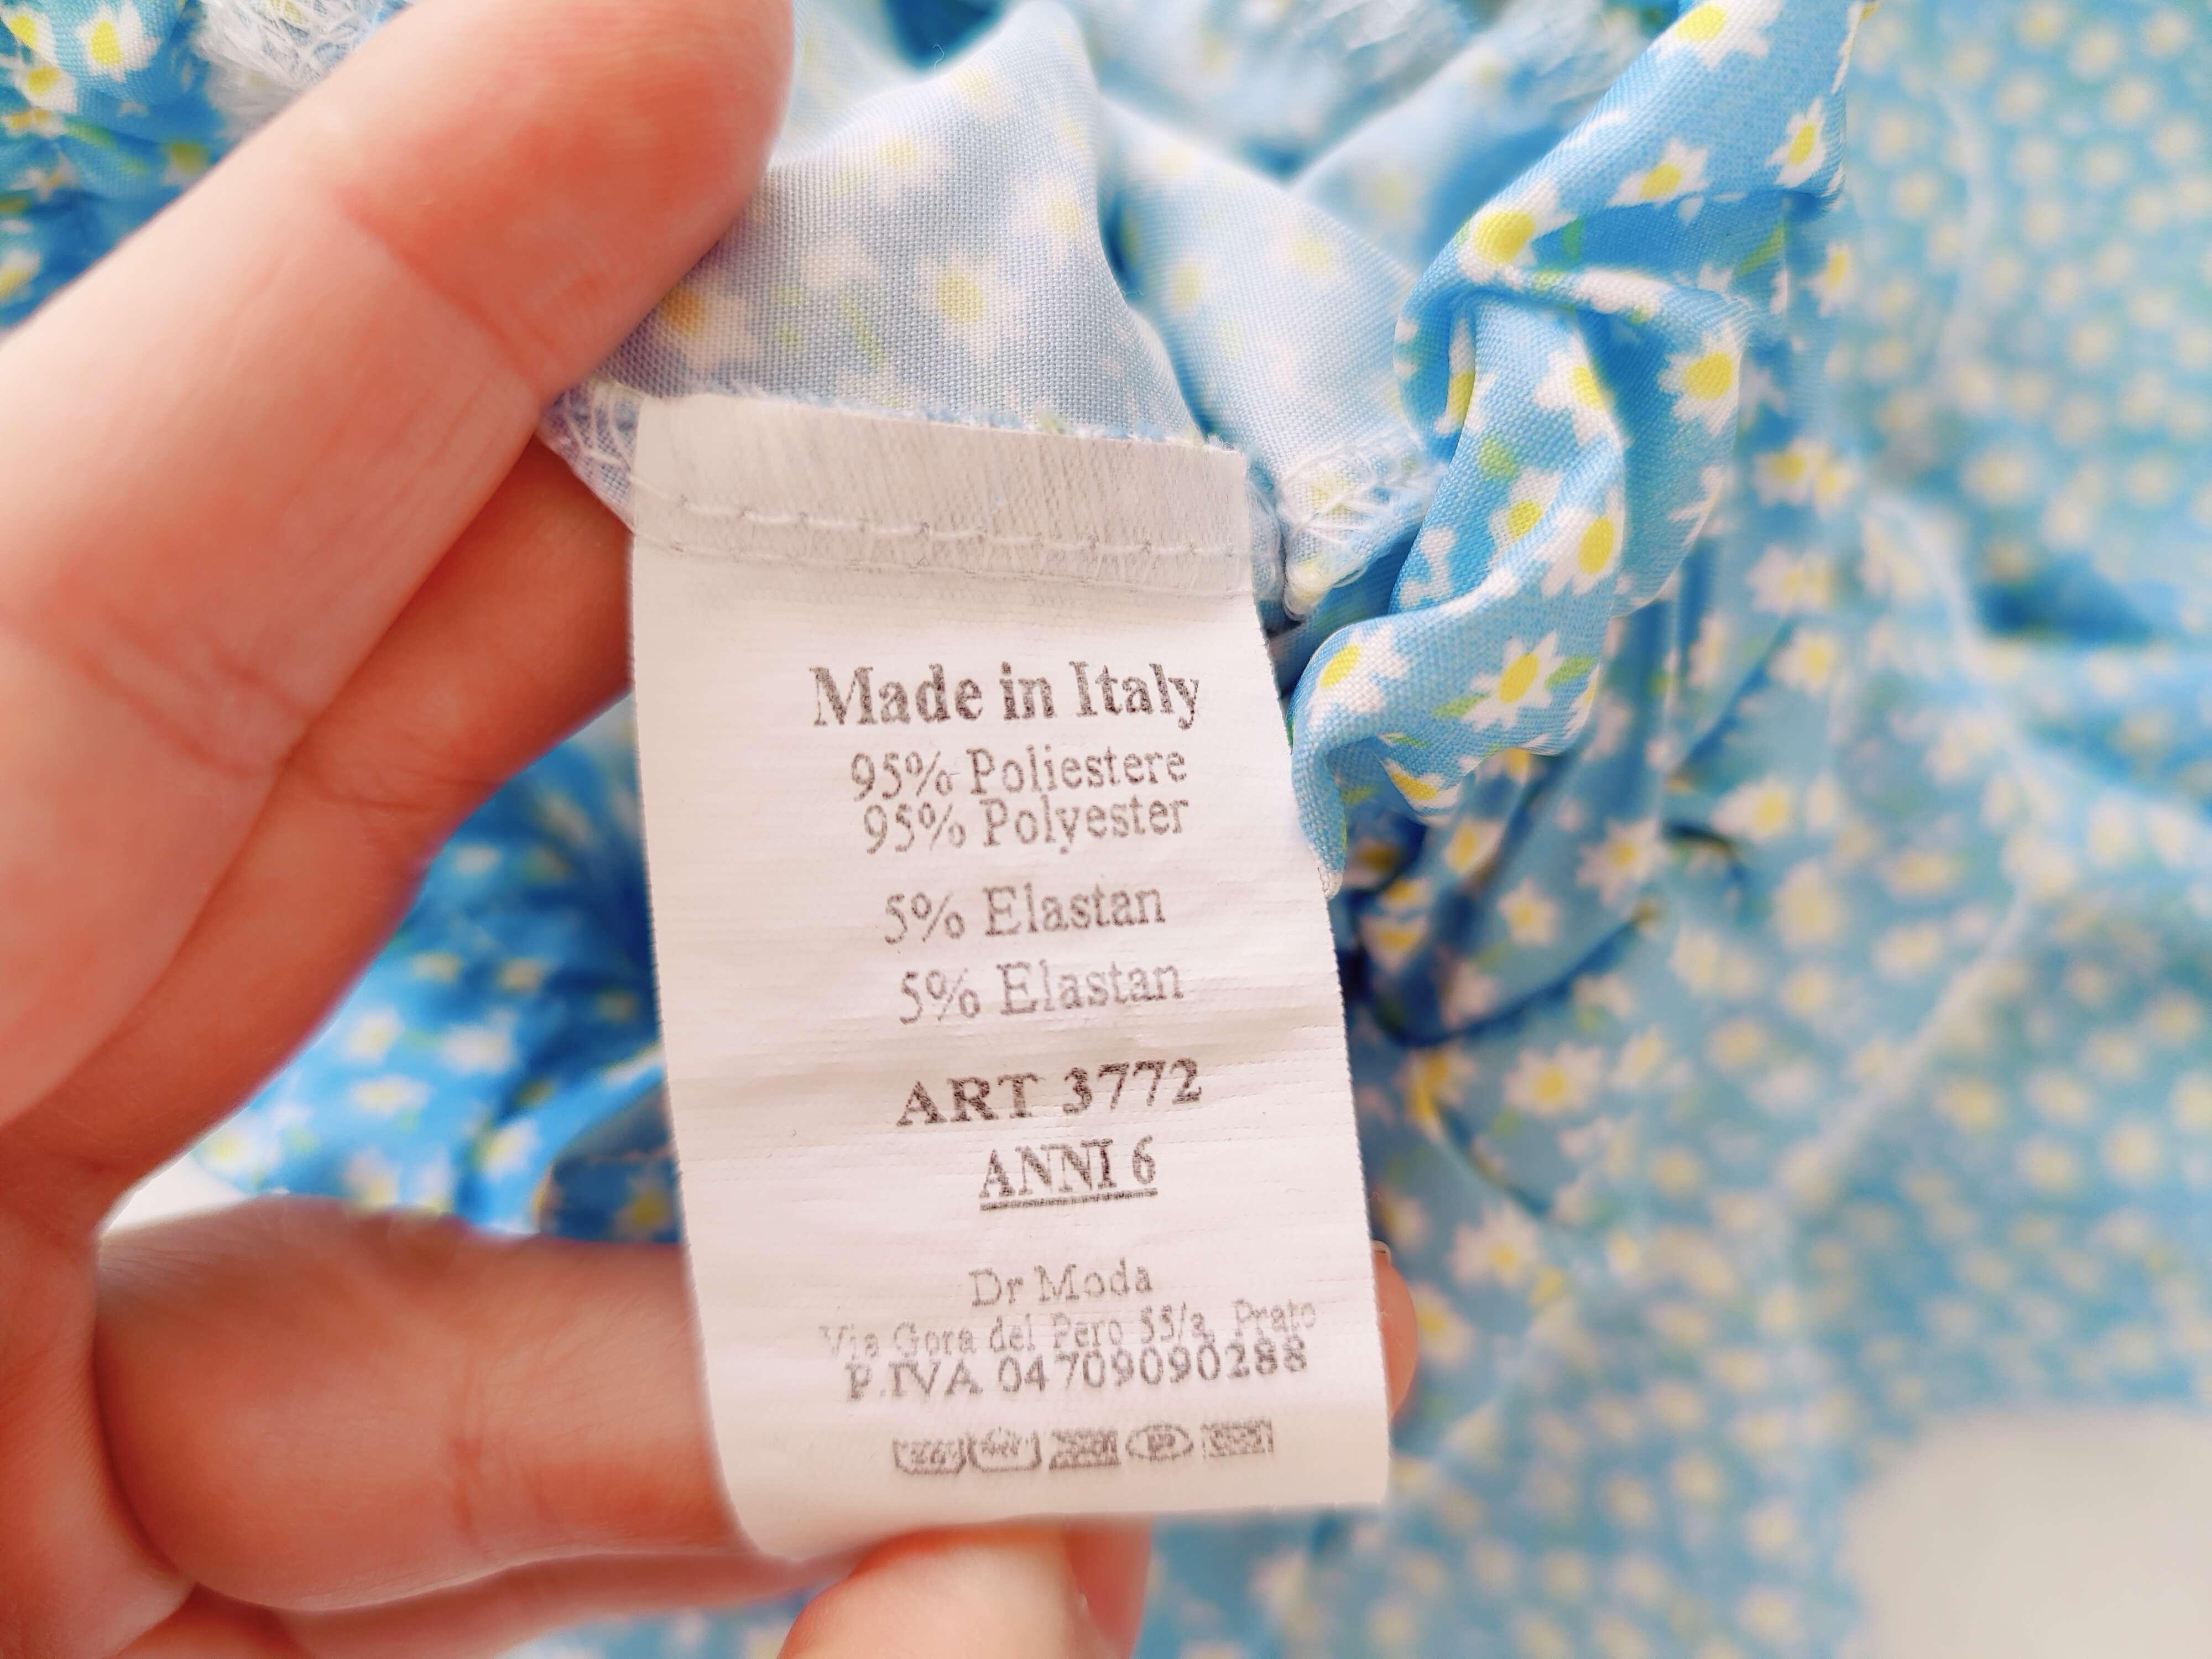 Made in Italy
95% Poliestere
95% Polyester
5% Elastan
5% Elastan
ART 3772
ANNI 6
Dr Moda
Via Gora del Pero 55/a, Prato
P.IVA 04709090288